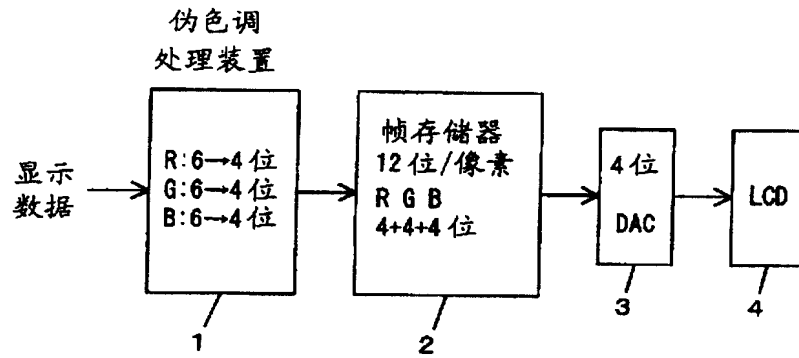 伪色调
处理装置
显示
数据
R:6→4位
G:6→4位
B:6→4位
1
帧存储器
12位/像素
R G B
4+4+4位
2
4位
DAC
3
LCD
4